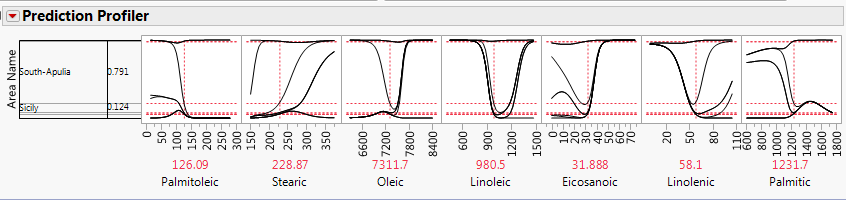 Prediction Profiler
Area Name
South-Apulia 0.791
Sicily 0.124
0 50 100 150 200 250 300
150 200 250 300 350
6600 7200 7800 8400
600 900 1200 1500
0 10 20 30 40 50 60 70
20 50 80 110
600 800 1000 1200 1400 1600 1800
126.09 228.87 7311.7 980.5 31.888 58.1 1231.7
Palmitoleic Stearic Oleic Linoleic Eicosanoic Linolenic Palmitic